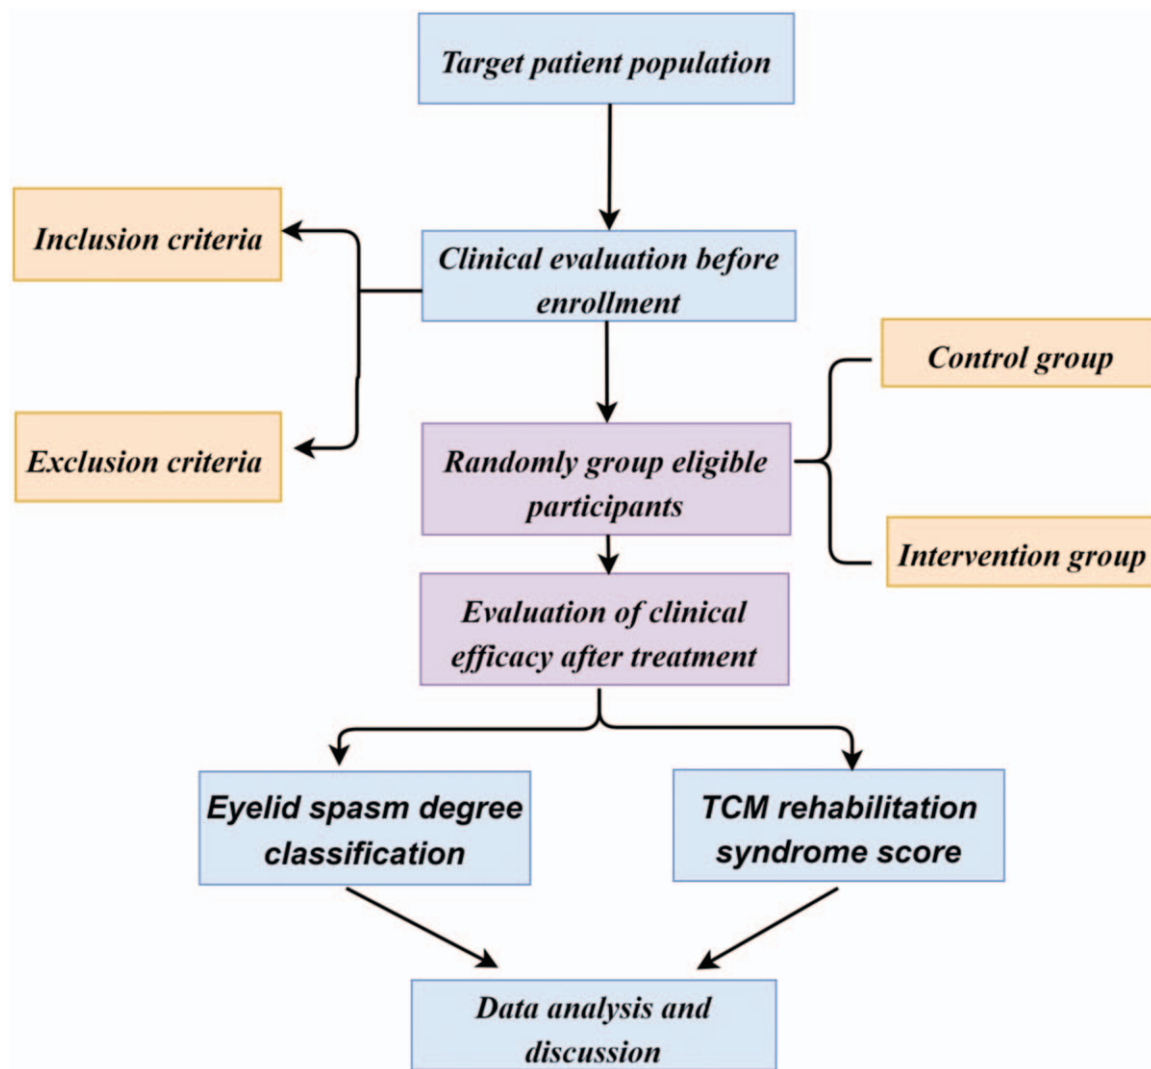 Target patient population
Inclusion criteria
Clinical evaluation before
enrollment
Control group
Exclusion criteria
Randomly group eligible
participants
Intervention group
Evaluation of clinical
efficacy after treatment
Eyelid spasm degree
classification
TCM rehabilitation
syndrome score
Data analysis and
discussion